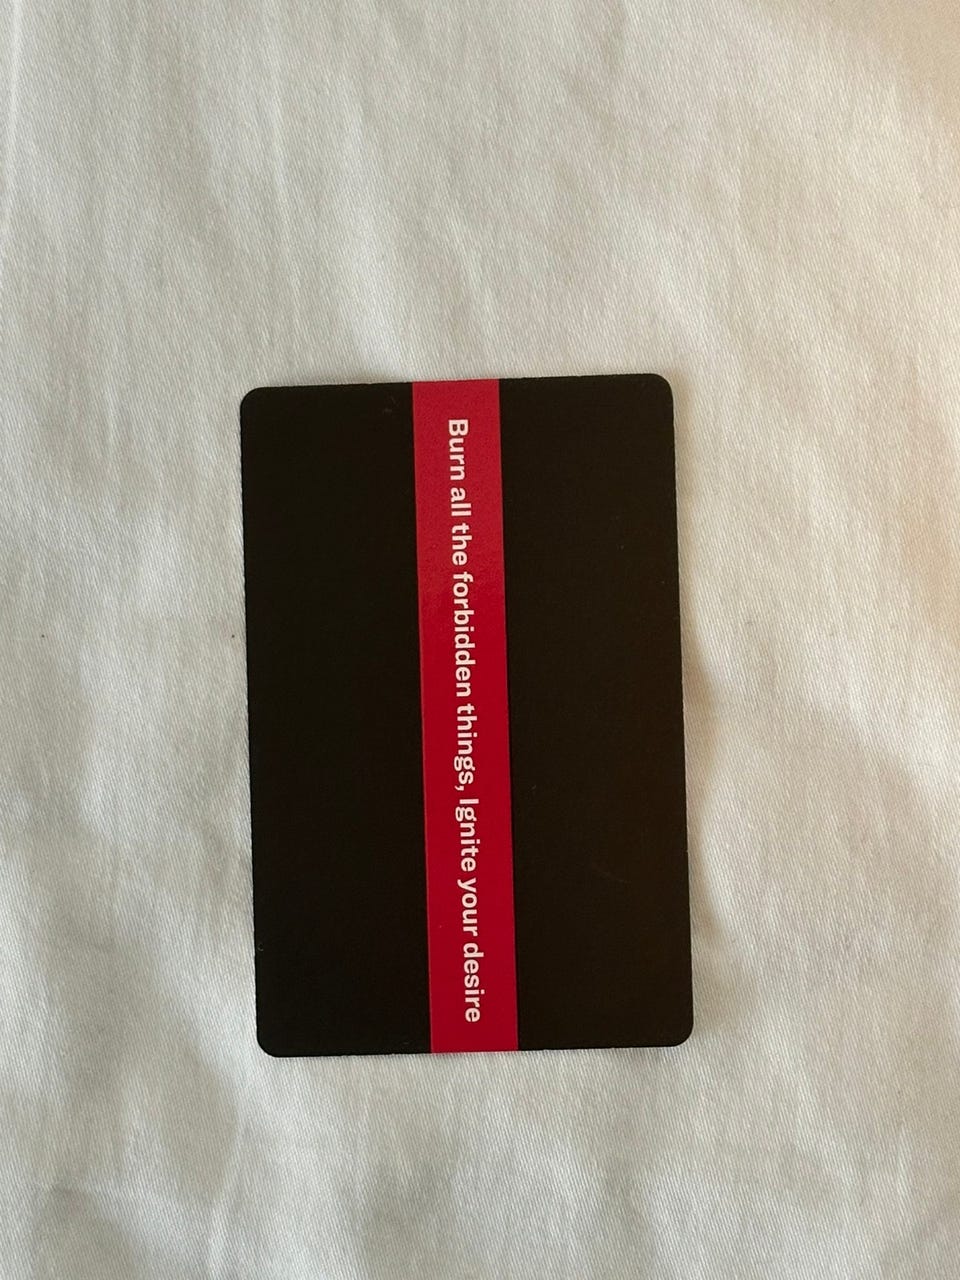 Burn all the forbidden things, Ignite your desire